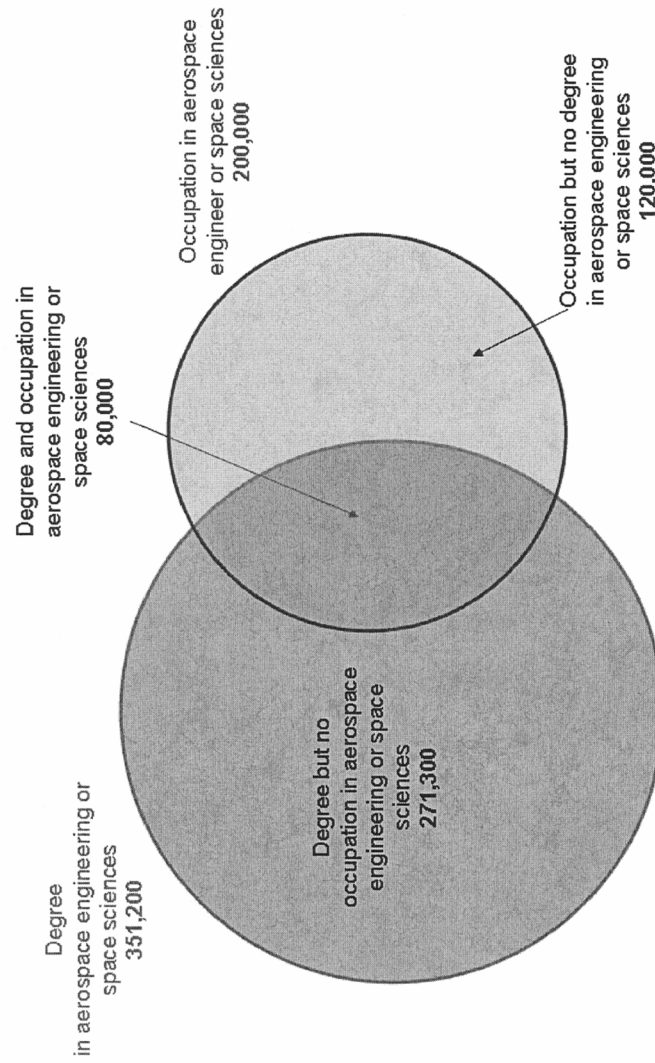 Degree
in aerospace engineering or
space sciences
351,200
Degree but no
occupation in aerospace
engineering or space
sciences
271,300
Degree and occupation in
aerospace engineering or
space sciences
80,000
Occupation in aerospace
engineer or space sciences
200,000
Occupation but no degree
in aerospace engineering
or space sciences
120,000